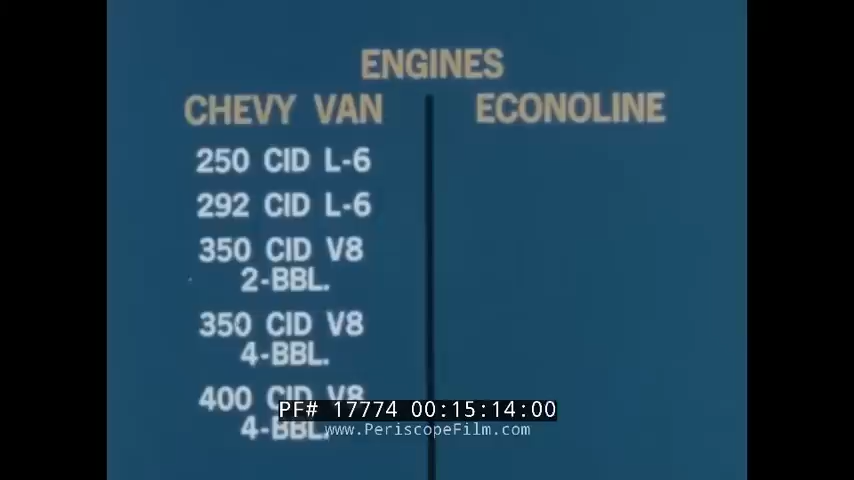 ENGINES
CHEVY VAN
ECONOLINE
250 CID L-6
292 CID L-6
350 CID V8
2-BBL.
350 CID V8
4-BBL.
400 CID V8
4-BBL.
PF# 17774 00:15:14:00
www.PeriscopeFilm.com